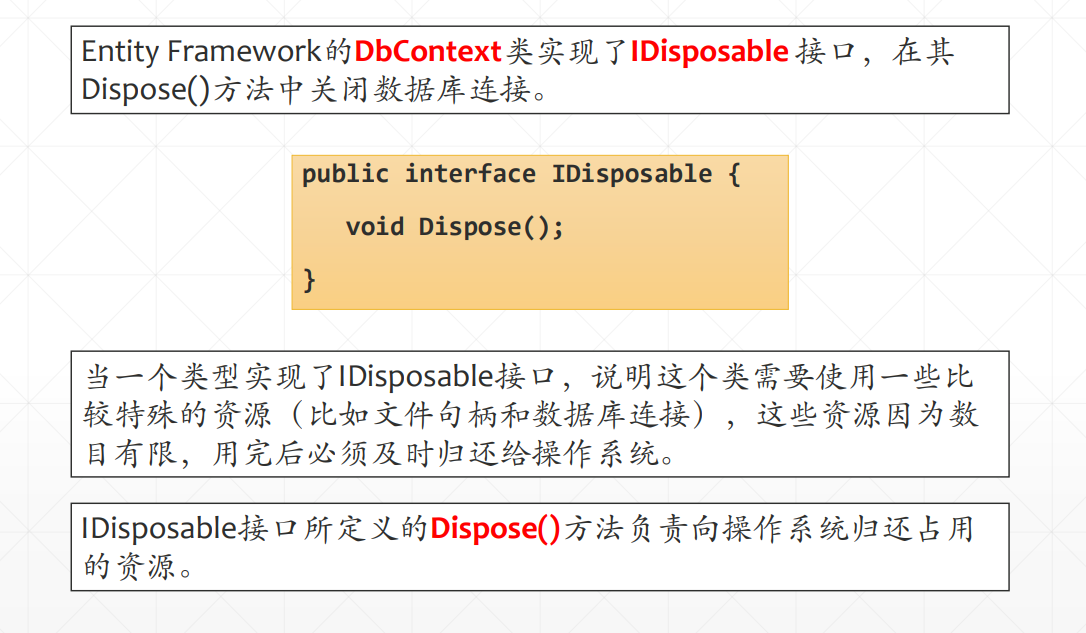 Entity Framework的DbContext类实现了IDisposable接口，在其
Dispose()方法中关闭数据库连接。
public interface IDisposable {
void Dispose();
}
当一个类型实现了IDisposable接口，说明这个类需要使用一些比
较特殊的资源（比如文件句柄和数据库连接），这些资源因为数
目有限，用完后必须及时归还给操作系统。
IDisposable接口所定义的Dispose()方法负责向操作系统归还占用
的资源。